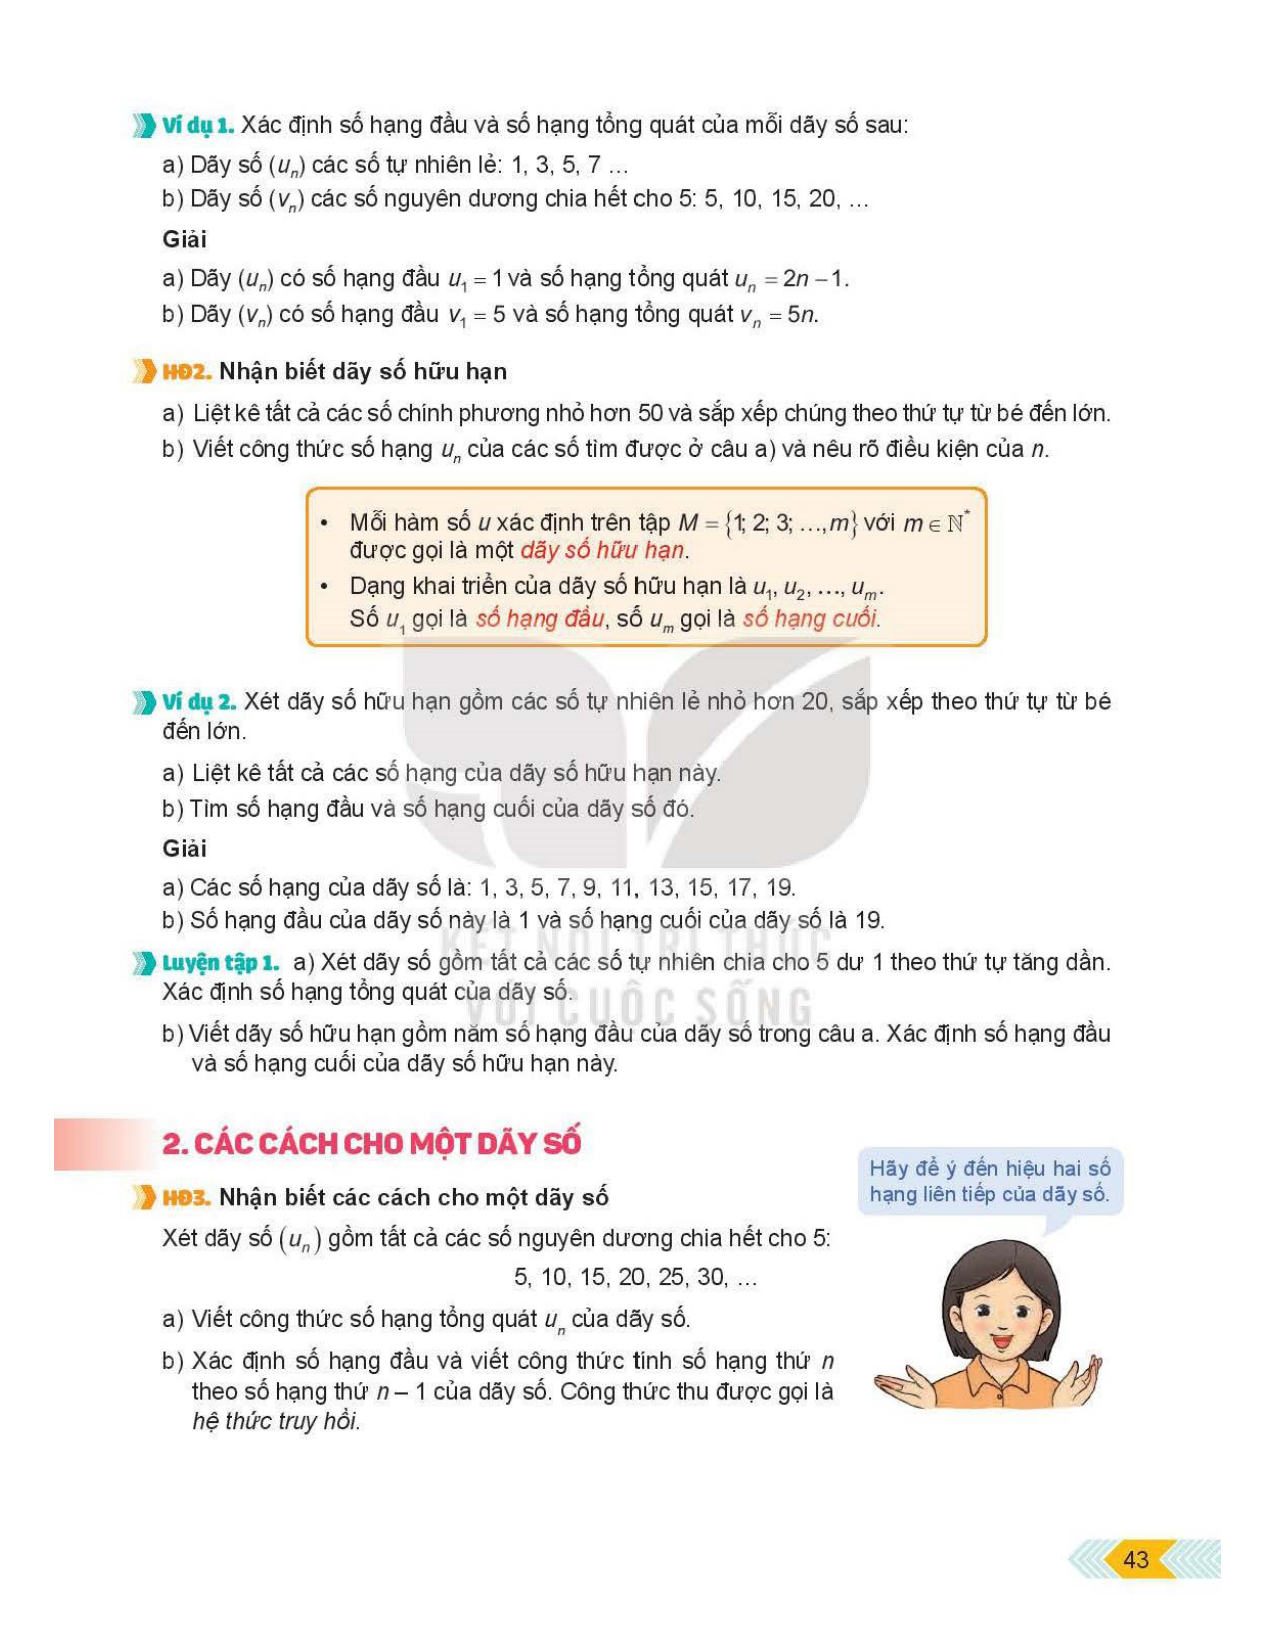 Ví dụ 1. Xác định số hạng đầu và số hạng tổng quát của mỗi dãy số sau:
a) Dãy số (uₙ) các số tự nhiên lẻ: 1, 3, 5, 7 ...
b) Dãy số (vₙ) các số nguyên dương chia hết cho 5: 5, 10, 15, 20, ...
Giải
a) Dãy (uₙ) có số hạng đầu u₁ = 1 và số hạng tổng quát uₙ = 2n – 1.
b) Dãy (vₙ) có số hạng đầu v₁ = 5 và số hạng tổng quát vₙ = 5n.
HĐ2. Nhận biết dãy số hữu hạn
a) Liệt kê tất cả các số chính phương nhỏ hơn 50 và sắp xếp chúng theo thứ tự từ bé đến lớn.
b) Viết công thức số hạng uₙ của các số tìm được ở câu a) và nêu rõ điều kiện của n.
• Mỗi hàm số u xác định trên tập M = {1; 2; 3; ...,m} với m ∈ ℕ*
được gọi là một dãy số hữu hạn.
• Dạng khai triển của dãy số hữu hạn là u₁, u₂, ..., uₘ.
Số u₁ gọi là số hạng đầu, số uₘ gọi là số hạng cuối.
Ví dụ 2. Xét dãy số hữu hạn gồm các số tự nhiên lẻ nhỏ hơn 20, sắp xếp theo thứ tự từ bé
đến lớn.
a) Liệt kê tất cả các số hạng của dãy số hữu hạn này.
b) Tìm số hạng đầu và số hạng cuối của dãy số đó.
Giải
a) Các số hạng của dãy số là: 1, 3, 5, 7, 9, 11, 13, 15, 17, 19.
b) Số hạng đầu của dãy số này là 1 và số hạng cuối của dãy số là 19.
KẾT NỐI TRI THỨC
Luyện tập 1. a) Xét dãy số gồm tất cả các số tự nhiên chia cho 5 dư 1 theo thứ tự tăng dần.
Xác định số hạng tổng quát của dãy số.
VỚI CUỘC SỐNG
b) Viết dãy số hữu hạn gồm năm số hạng đầu của dãy số trong câu a. Xác định số hạng đầu
và số hạng cuối của dãy số hữu hạn này.
2. CÁC CÁCH CHO MỘT DÃY SỐ
Hãy để ý đến hiệu hai số
hạng liên tiếp của dãy số.
HĐ3. Nhận biết các cách cho một dãy số
Xét dãy số (uₙ) gồm tất cả các số nguyên dương chia hết cho 5:
5, 10, 15, 20, 25, 30, ...
a) Viết công thức số hạng tổng quát uₙ của dãy số.
b) Xác định số hạng đầu và viết công thức tính số hạng thứ n
theo số hạng thứ n – 1 của dãy số. Công thức thu được gọi là
hệ thức truy hồi.
43